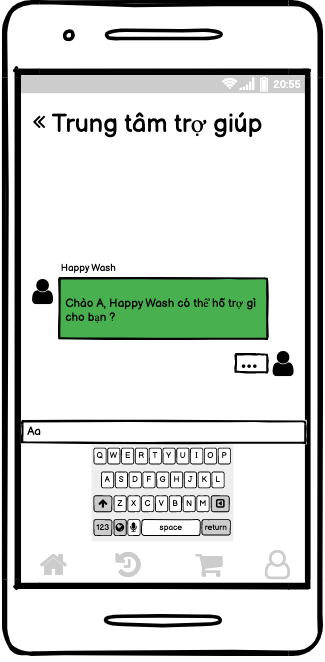 20:55
« Trung tâm trợ giúp
Happy Wash
Chào A, Happy Wash có thể hỗ trợ gì
cho bạn ?
...
Aa
Q W E R T Y U I O P
A S D F G H J K L
Z X C V B N M
123 space return